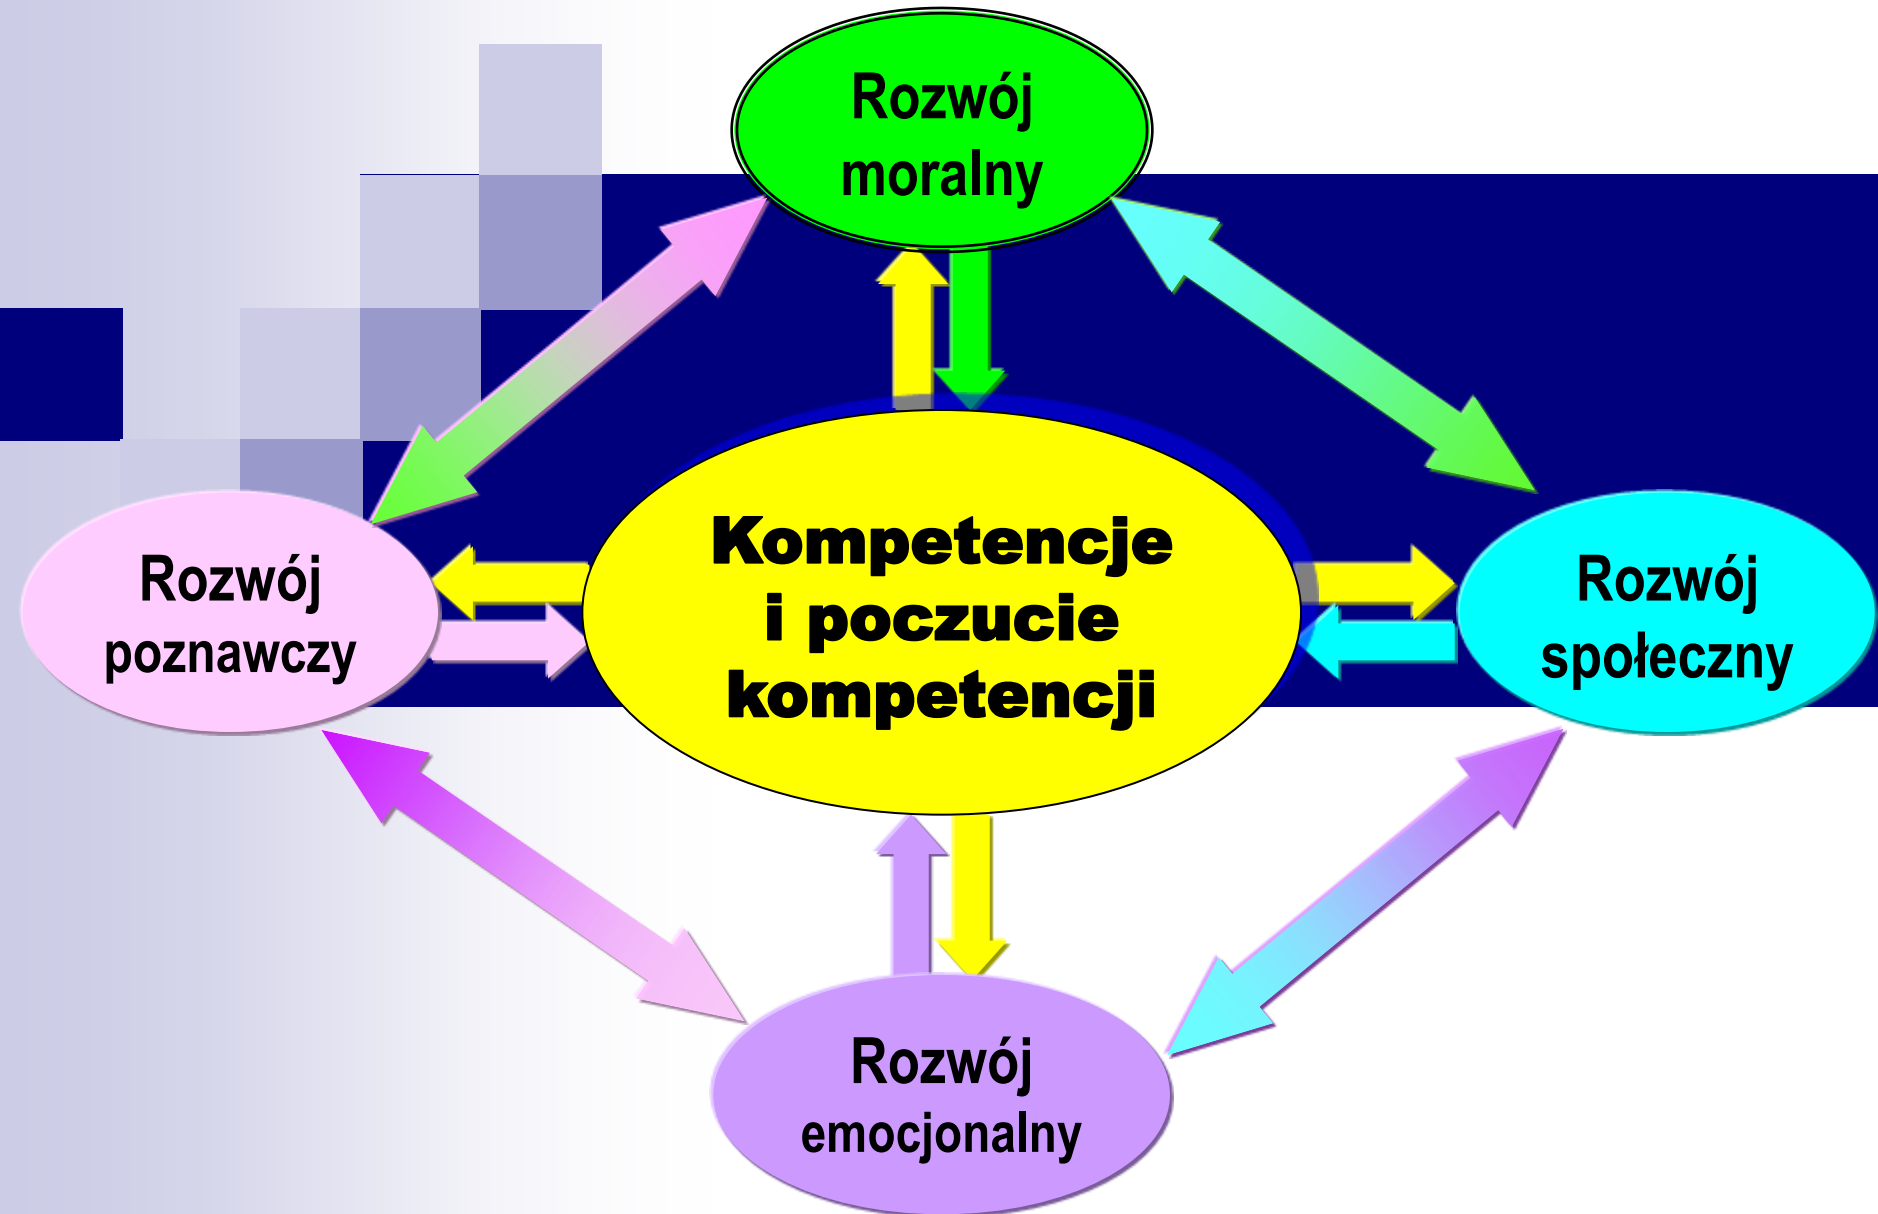 Rozwój
moralny
Rozwój
poznawczy
Kompetencje
i poczucie
kompetencji
Rozwój
społeczny
Rozwój
emocjonalny